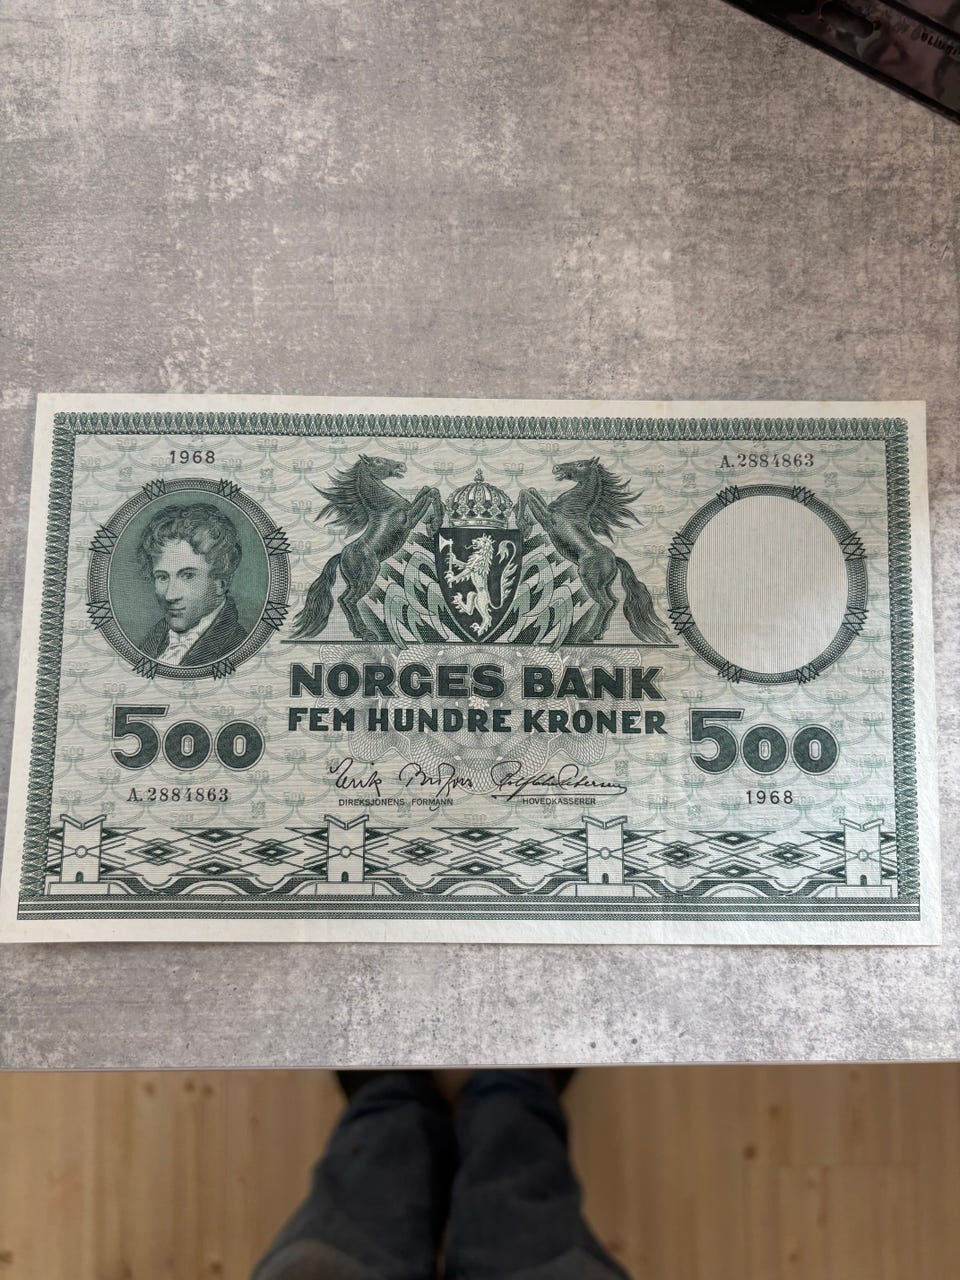 1968
A.2884863
NORGES BANK
FEM HUNDRE KRONER
500
500
A.2884863
DIREKSJONENS FORMANN
HOVEDKASSERER
1968